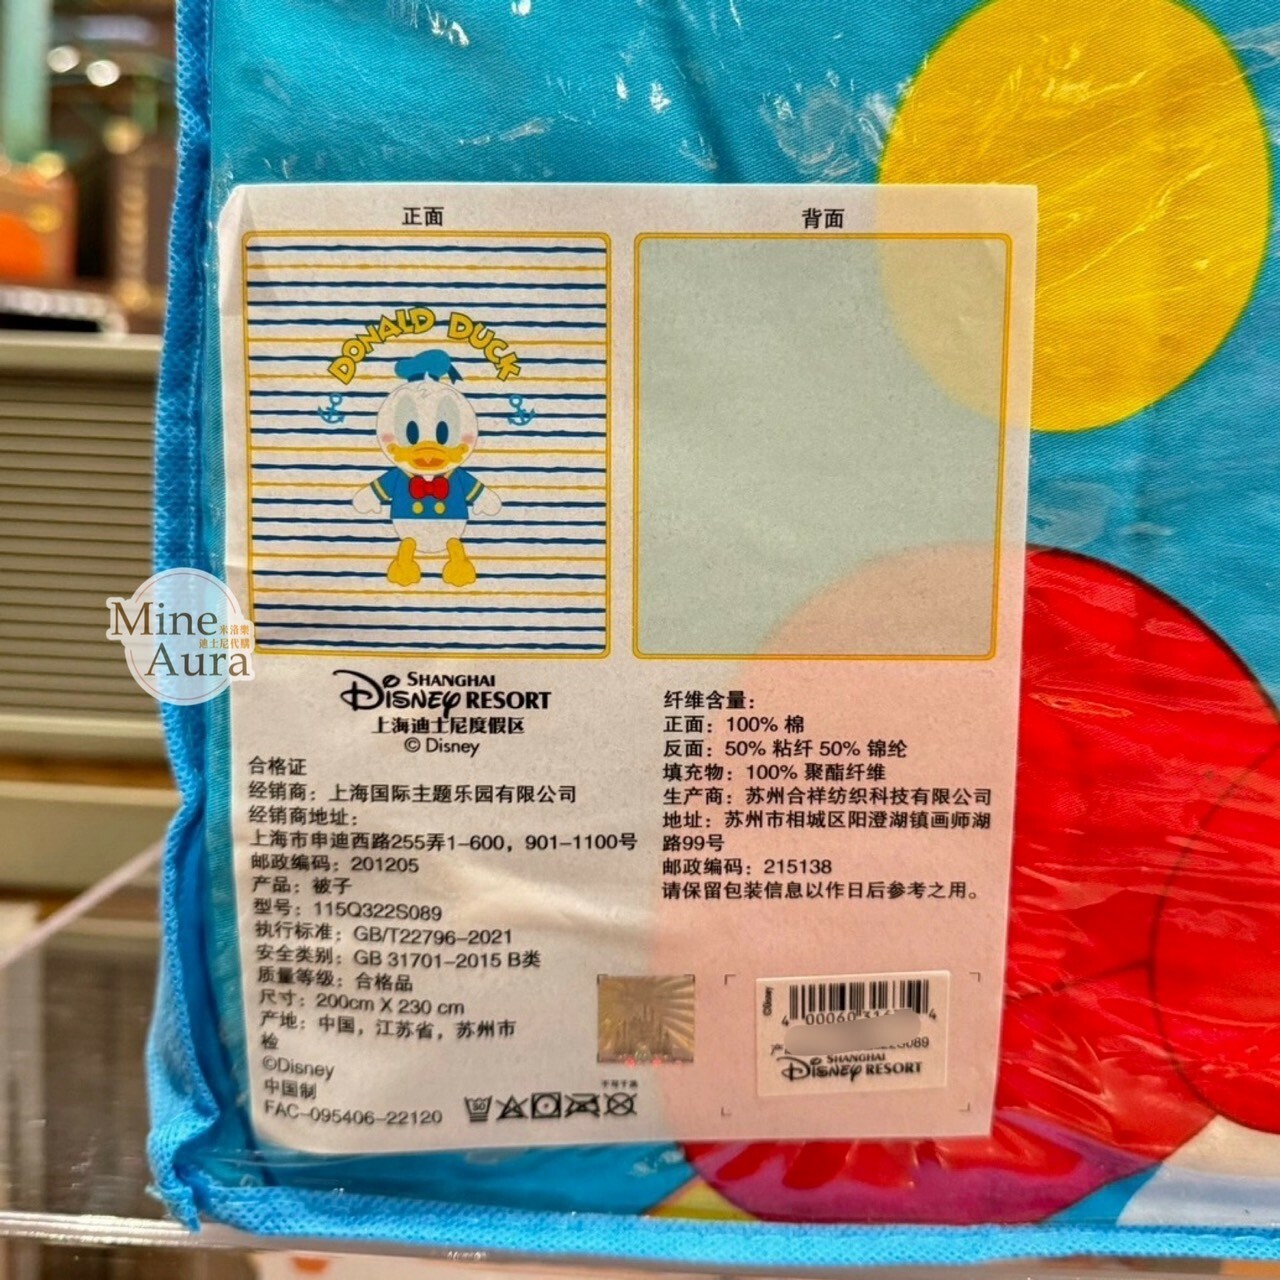 正面
背面
DONALD DUCK
Mine
米洛樂
迪士尼代購
Aura
SHANGHAI
DISNEY RESORT
上海迪士尼度假区
© Disney
合格证
经销商：上海国际主题乐园有限公司
经销商地址：
上海市申迪西路255弄1-600，901-1100号
邮政编码：201205
产品：被子
型号：115Q322S089
执行标准：GB/T22796-2021
安全类别：GB 31701-2015 B类
质量等级：合格品
尺寸：200cm X 230 cm
产地：中国，江苏省，苏州市
检
©Disney
中国制
FAC-095406-22120
纤维含量：
正面：100% 棉
反面：50% 粘纤 50% 锦纶
填充物：100% 聚酯纤维
生产商：苏州合祥纺织科技有限公司
地址：苏州市相城区阳澄湖镇画师湖
路99号
邮政编码：215138
请保留包装信息以作日后参考之用。
©Disney
4 00060 4
SHANGHAI
DISNEY RESORT